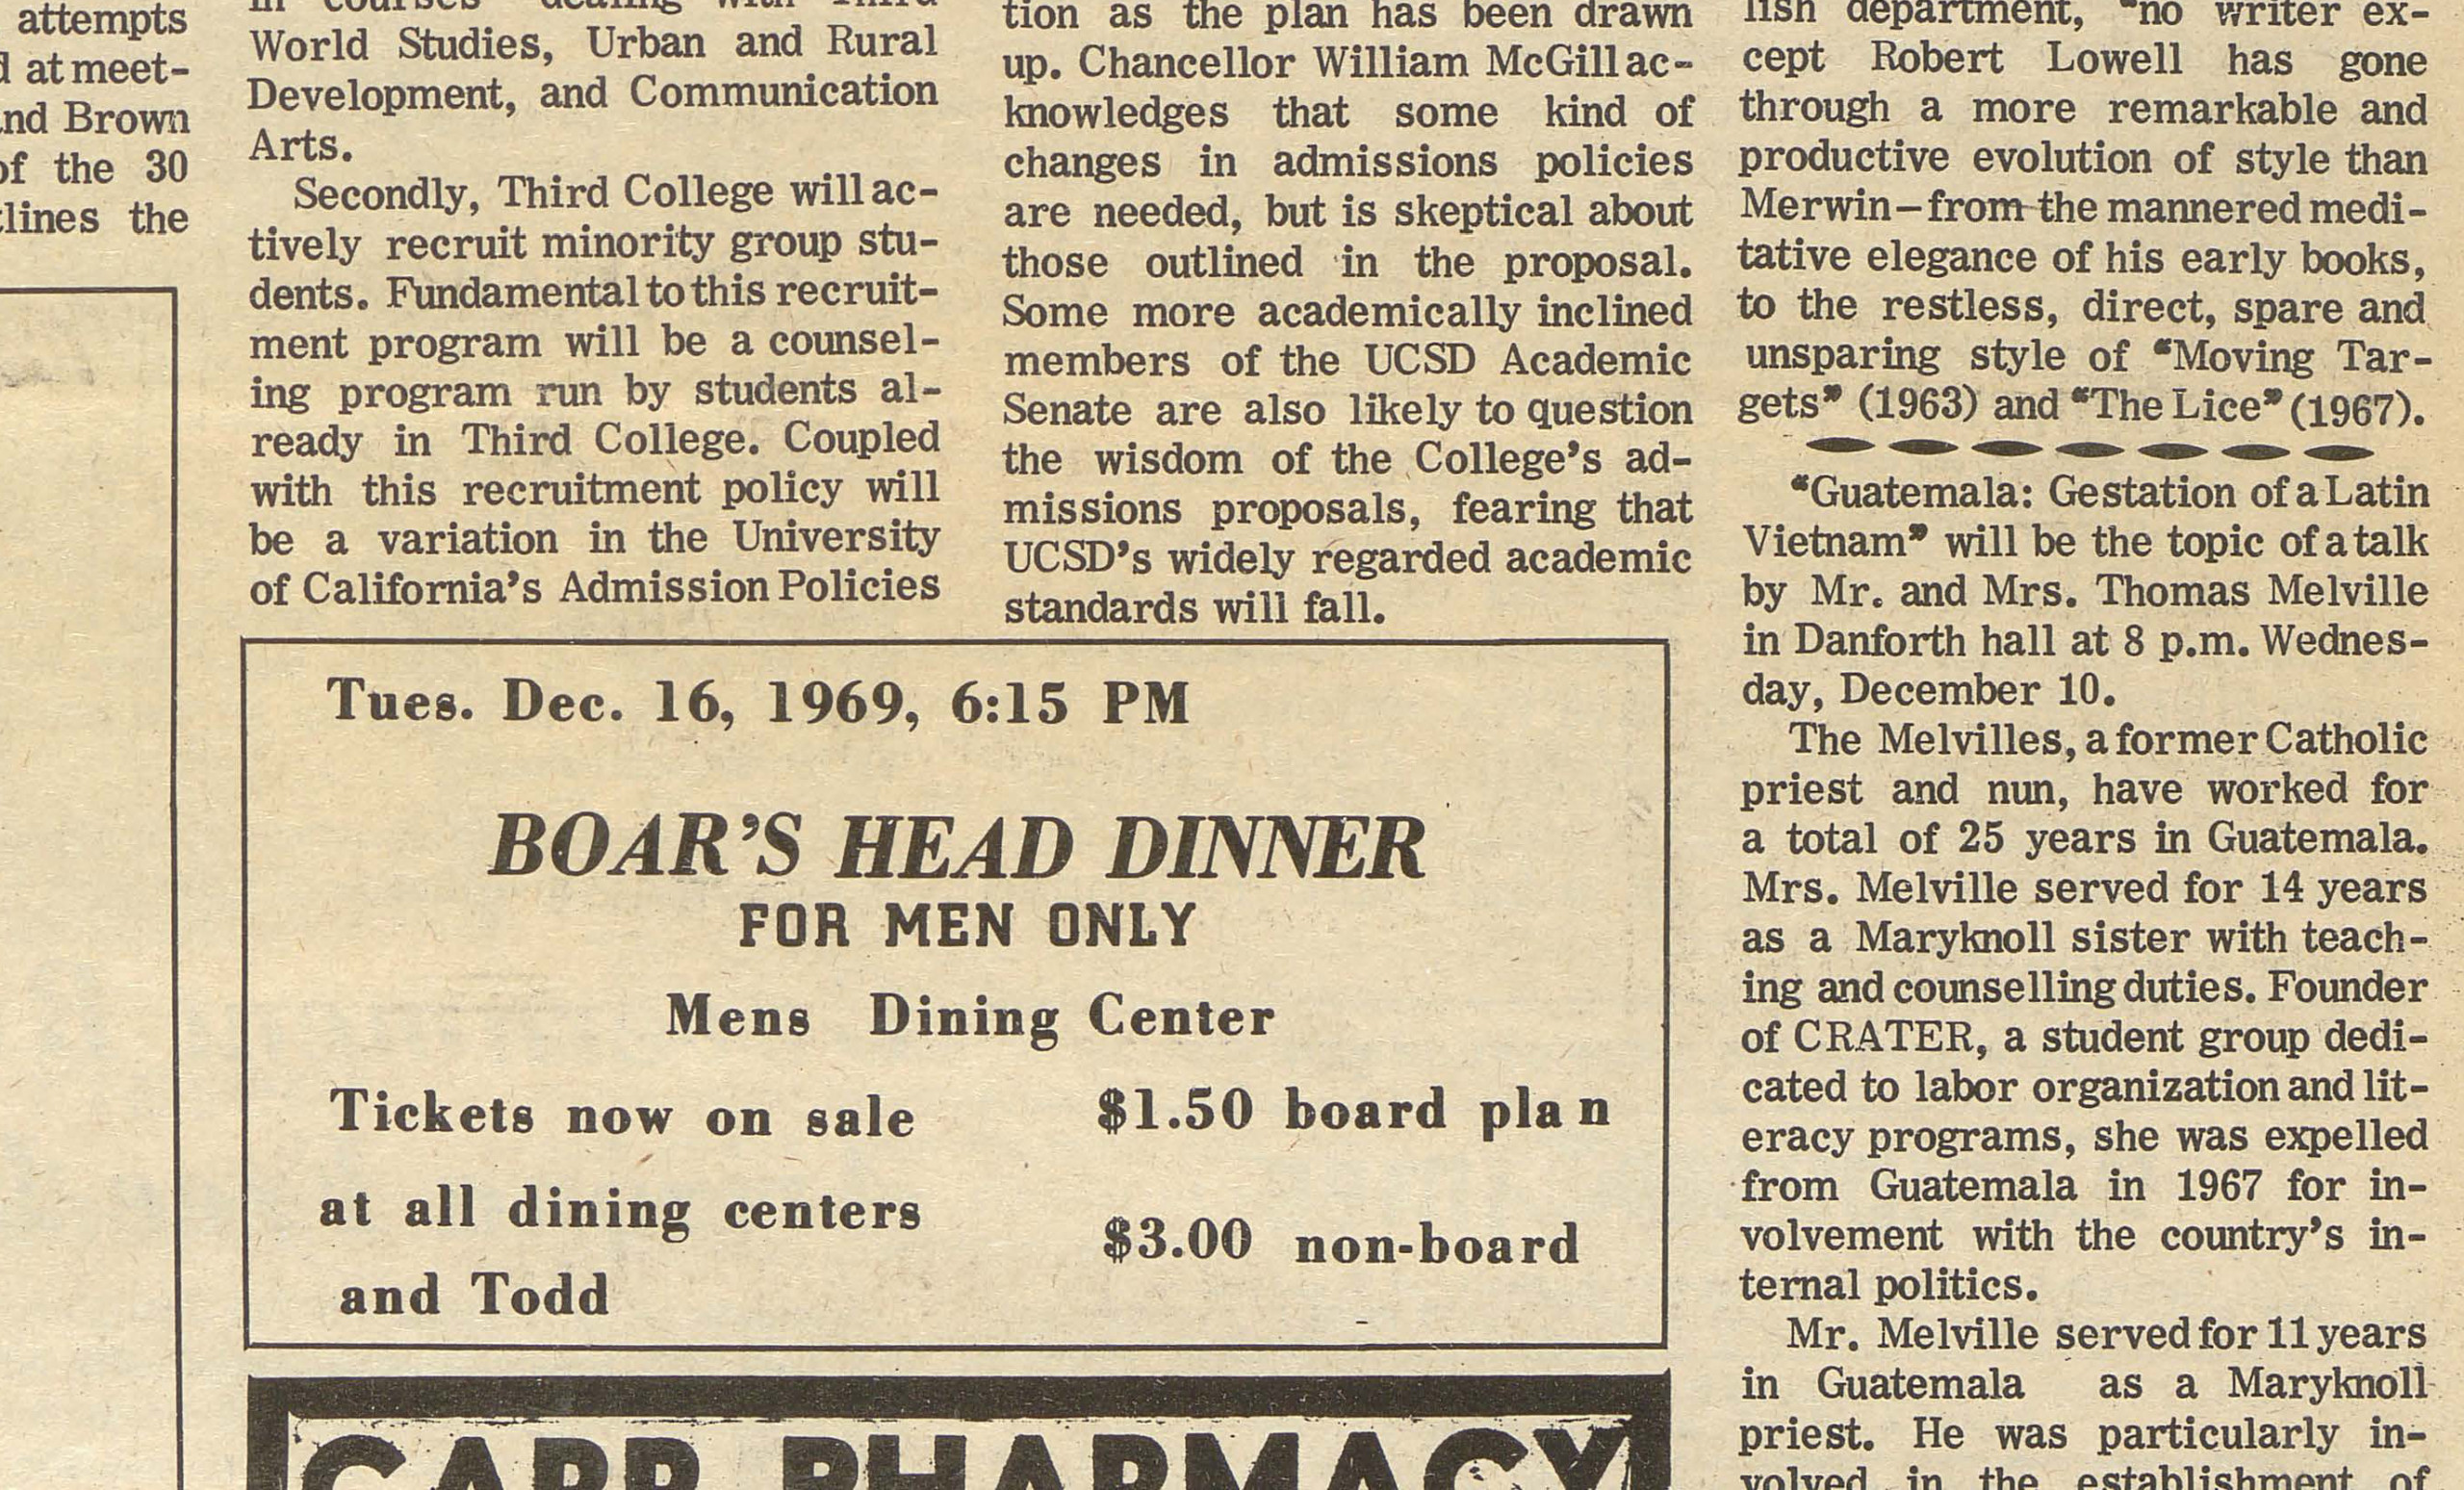 attempts
at meet-
nd Brown
of the 30
lines the
in courses dealing with Third
World Studies, Urban and Rural
Development, and Communication
Arts.
Secondly, Third College will ac-
tively recruit minority group stu-
dents. Fundamental to this recruit-
ment program will be a counsel-
ing program run by students al-
ready in Third College. Coupled
with this recruitment policy will
be a variation in the University
of California's Admission Policies
tion as the plan has been drawn
up. Chancellor William McGill ac-
knowledges that some kind of
changes in admissions policies
are needed, but is skeptical about
those outlined in the proposal.
Some more academically inclined
members of the UCSD Academic
Senate are also likely to question
the wisdom of the College's ad-
missions proposals, fearing that
UCSD's widely regarded academic
standards will fall.
Tues. Dec. 16, 1969, 6:15 PM
BOAR'S HEAD DINNER
FOR MEN ONLY
Mens Dining Center
Tickets now on sale
at all dining centers
and Todd
$1.50 board plan
$3.00 non-board
CARR PHARMACY
lish department, "no writer ex-
cept Robert Lowell has gone
through a more remarkable and
productive evolution of style than
Merwin–from the mannered medi-
tative elegance of his early books,
to the restless, direct, spare and
unsparing style of "Moving Tar-
gets" (1963) and "The Lice" (1967).
"Guatemala: Gestation of a Latin
Vietnam" will be the topic of a talk
by Mr. and Mrs. Thomas Melville
in Danforth hall at 8 p.m. Wednes-
day, December 10.
The Melvilles, a former Catholic
priest and nun, have worked for
a total of 25 years in Guatemala.
Mrs. Melville served for 14 years
as a Maryknoll sister with teach-
ing and counselling duties. Founder
of CRATER, a student group dedi-
cated to labor organization and lit-
eracy programs, she was expelled
from Guatemala in 1967 for in-
volvement with the country's in-
ternal politics.
Mr. Melville served for 11 years
in Guatemala as a Maryknoll
priest. He was particularly in-
volved in the establishment of